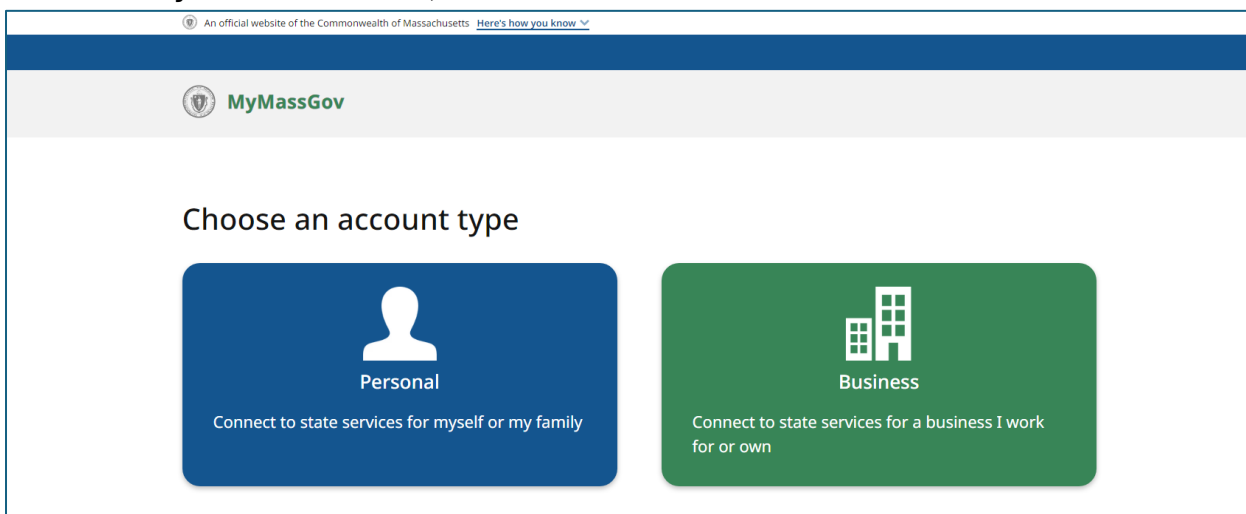 An official website of the Commonwealth of Massachusetts Here's how you know
MyMassGov
Choose an account type
Personal
Connect to state services for myself or my family
Business
Connect to state services for a business I work
for or own